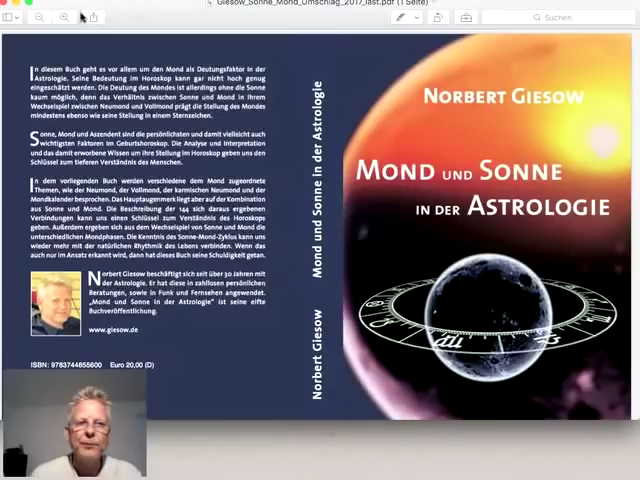 Giesow_Sonne_Mond_Umschlag_2017_last.pdf (1 Seite)
Suchen
In diesem Buch geht es vor allem um den Mond als Deutungsfaktor in der
Astrologie. Seine Bedeutung im Horoskop kann gar nicht hoch genug
eingeschätzt werden. Die Deutung des Mondes ist allerdings ohne die Sonne
kaum möglich, denn das Verhältnis zwischen Sonne und Mond in ihrem
Wechselspiel zwischen Neumond und Vollmond prägt die Stellung des Mondes
mindestens ebenso wie seine Stellung in einem Sternzeichen.
Sonne, Mond und Aszendent sind die persönlichsten und damit vielleicht auch
wichtigsten Faktoren im Geburtshoroskop. Die Analyse und Interpretation
und das damit erworbene Wissen um ihre Stellung im Horoskop geben uns den
Schlüssel zum tieferen Verständnis des Menschen.
In dem vorliegenden Buch werden verschiedene dem Mond zugeordnete
Themen, wie der Neumond, der Vollmond, der karmischen Neumond und der
Mondkalender besprochen. Das Hauptaugenmerk liegt aber auf der Kombination
aus Sonne und Mond. Die Beschreibung der 144 sich daraus ergebenen
Verbindungen kann uns einen Schlüssel zum Verständnis des Horoskops
geben. Außerdem ergeben sich aus dem Wechselspiel von Sonne und Mond die
unterschiedlichen Mondphasen. Die Kenntnis des Sonne-Mond-Zyklus kann uns
wieder mehr mit der natürlichen Rhythmik des Lebens verbinden. Wenn das
auch nur im Ansatz erkannt wird, dann hat dieses Buch seine Schuldigkeit getan.
Norbert Giesow beschäftigt sich seit über 30 Jahren mit
der Astrologie. Er hat diese in zahllosen persönlichen
Beratungen, sowie in Funk und Fernsehen angewendet.
„Mond und Sonne in der Astrologie" ist seine elfte
Buchveröffentlichung.
www.giesow.de
ISBN: 9783744855600 Euro 20,00 (D)
Norbert Giesow Mond und Sonne in der Astrologie
Norbert Giesow
Mond und Sonne
in der Astrologie